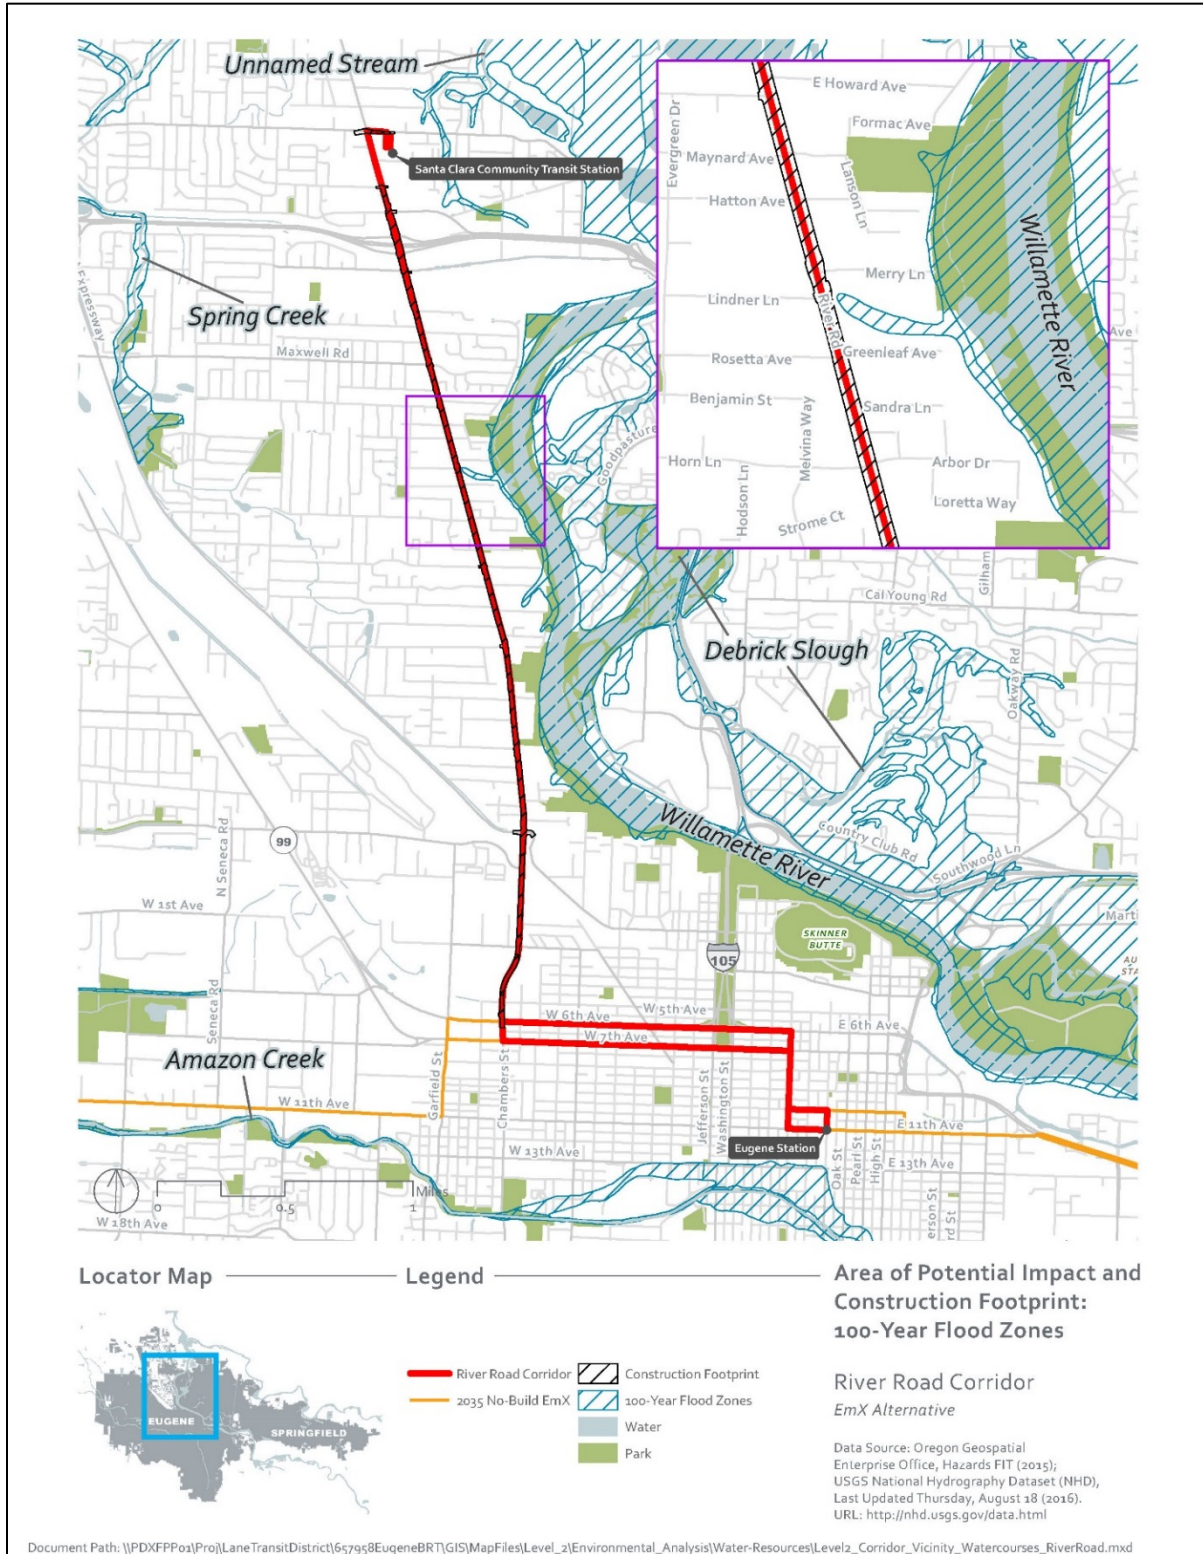 Unnamed Stream
Santa Clara Community Transit Station
E Howard Ave
Formac Ave
Evergreen Dr
Maynard Ave
Lanson Ln
Hatton Ave
Willamette River
Merry Ln
Lindner Ln
River Rd
Greenleaf Ave
Rosetta Ave
Benjamin St
Sandra Ln
Melvina Way
Horn Ln
Arbor Dr
Hodson Ln
Loretta Way
Strome Ct
Ave
Expressway
Spring Creek
Maxwell Rd
Goodpasture
Gilham
Cal Young Rd
Debrick Slough
Oakway Rd
Willamette River
Country Club Rd
Southwood Ln
N Seneca Rd
99
W 1st Ave
Marti
SKINNER
BUTTE
AU
STA
105
Seneca Rd
W 5th Ave
W 6th Ave
E 6th Ave
W 7th Ave
Amazon Creek
Garfield St
Chambers St
W 11th Ave
Jefferson St
Washington St
E 11th Ave
Eugene Station
W 13th Ave
Oak St
Pearl St
High St
E 13th Ave
Miles
0 0.5 1
W 18th Ave
erson St
rd St
Locator Map
Legend
Area of Potential Impact and
Construction Footprint:
100-Year Flood Zones
EUGENE
SPRINGFIELD
River Road Corridor
Construction Footprint
2035 No-Build EmX
100-Year Flood Zones
Water
Park
River Road Corridor
EmX Alternative
Data Source: Oregon Geospatial
Enterprise Office, Hazards FIT (2015);
USGS National Hydrography Dataset (NHD),
Last Updated Thursday, August 18 (2016).
URL: http://nhd.usgs.gov/data.html
Document Path: \\PDXFPP01\Proj\LaneTransitDistrict\657958EugeneBRT\GIS\MapFiles\Level_2\Environmental_Analysis\Water-Resources\Level2_Corridor_Vicinity_Watercourses_RiverRoad.mxd